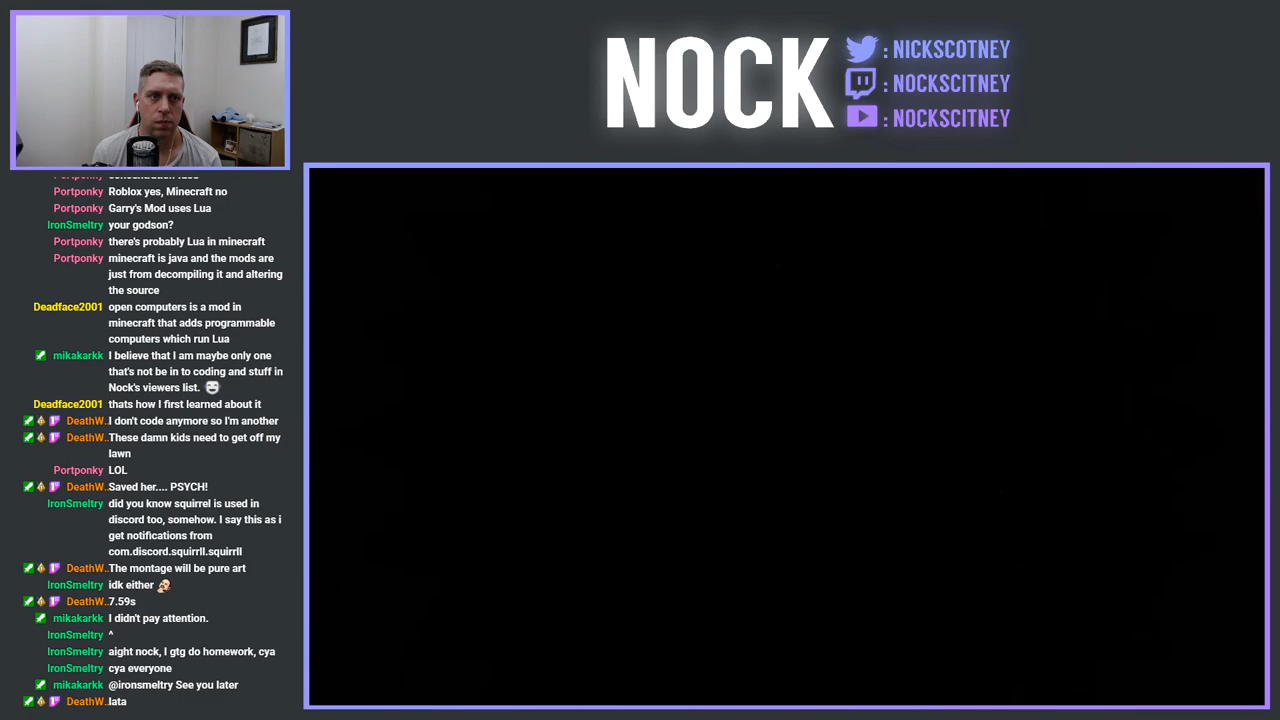 NOCK
: NICKSCOTNEY
: NOCKSCITNEY
: NOCKSCITNEY
Portponky
Portponky Roblox yes, Minecraft no
Portponky Garry's Mod uses Lua
IronSmeltry your godson?
Portponky there's probably Lua in minecraft
Portponky minecraft is java and the mods are
just from decompiling it and altering
the source
Deadface2001 open computers is a mod in
minecraft that adds programmable
computers which run Lua
mikakarkk I believe that I am maybe only one
that's not be in to coding and stuff in
Nock's viewers list.
Deadface2001 thats how I first learned about it
DeathW.. I don't code anymore so I'm another
DeathW.. These damn kids need to get off my
lawn
Portponky LOL
DeathW.. Saved her.... PSYCH!
IronSmeltry did you know squirrel is used in
discord too, somehow. I say this as i
get notifications from
com.discord.squirrll.squirrll
DeathW.. The montage will be pure art
IronSmeltry idk either
DeathW.. 7.59s
mikakarkk I didn't pay attention.
IronSmeltry ^
IronSmeltry aight nock, I gtg do homework, cya
IronSmeltry cya everyone
mikakarkk @ironsmeltry See you later
DeathW.. lata